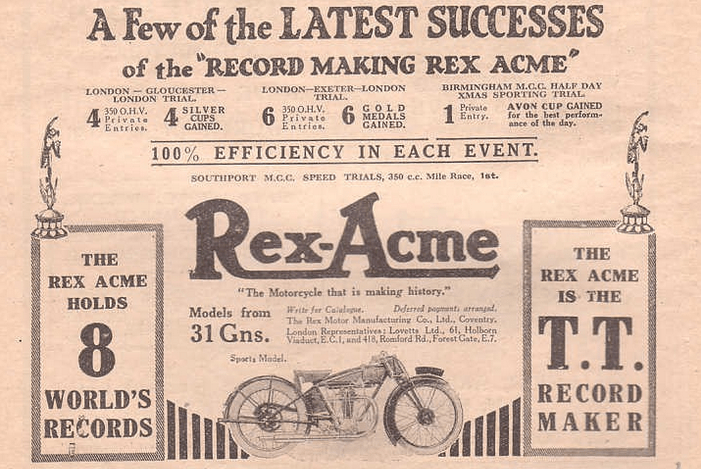 A Few of the LATEST SUCCESSES
of the "RECORD MAKING REX ACME"
LONDON — GLOUCESTER —
LONDON TRIAL.
4 350 O.H.V. Private Entries. 4 SILVER CUPS GAINED.
LONDON–EXETER–LONDON
TRIAL.
6 350 O.H.V. Private Entries. 6 GOLD MEDALS GAINED.
BIRMINGHAM M.C.C. HALF DAY
XMAS SPORTING TRIAL.
1 Private Entry. AVON CUP GAINED for the best performance of the day.
100% EFFICIENCY IN EACH EVENT.
SOUTHPORT M.C.C. SPEED TRIALS, 350 c.c. Mile Race, 1st.
THE
REX ACME
HOLDS
8
WORLD'S
RECORDS
Rex-Acme
"The Motorcycle that is making history."
Models from
31 Gns.
Write for Catalogue. Deferred payments arranged.
The Rex Motor Manufacturing Co., Ltd., Coventry.
London Representatives: Lovetts Ltd., 61, Holborn
Viaduct, E.C.1, and 418, Romford Rd., Forest Gate, E.7.
Sports Model.
THE
REX ACME
IS THE
T.T.
RECORD
MAKER